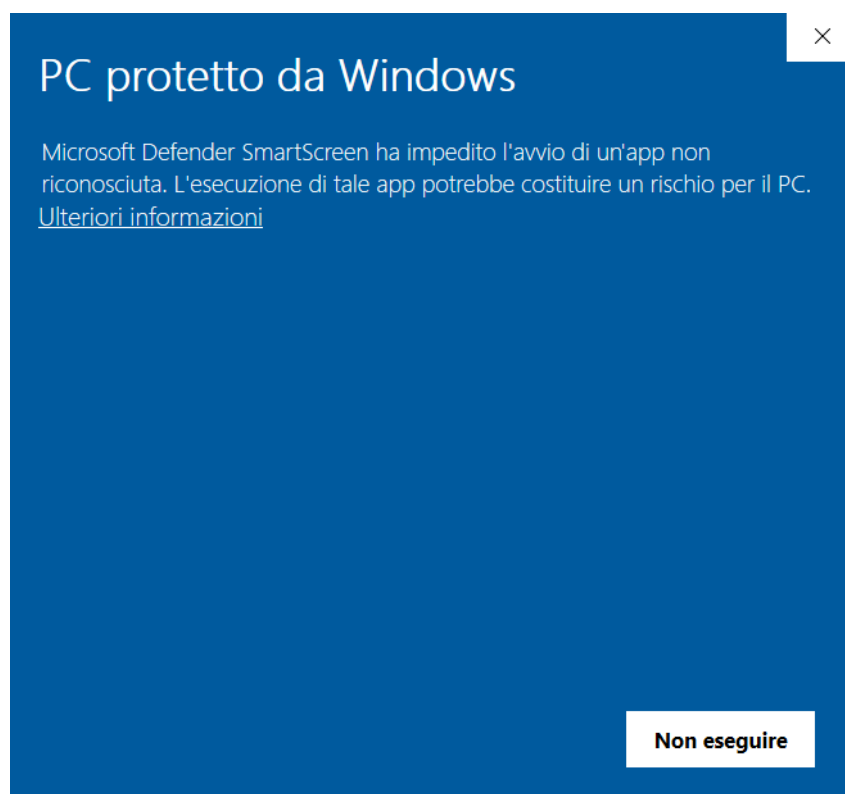 PC protetto da Windows
Microsoft Defender SmartScreen ha impedito l'avvio di un'app non
riconosciuta. L'esecuzione di tale app potrebbe costituire un rischio per il PC.
Ulteriori informazioni
Non eseguire